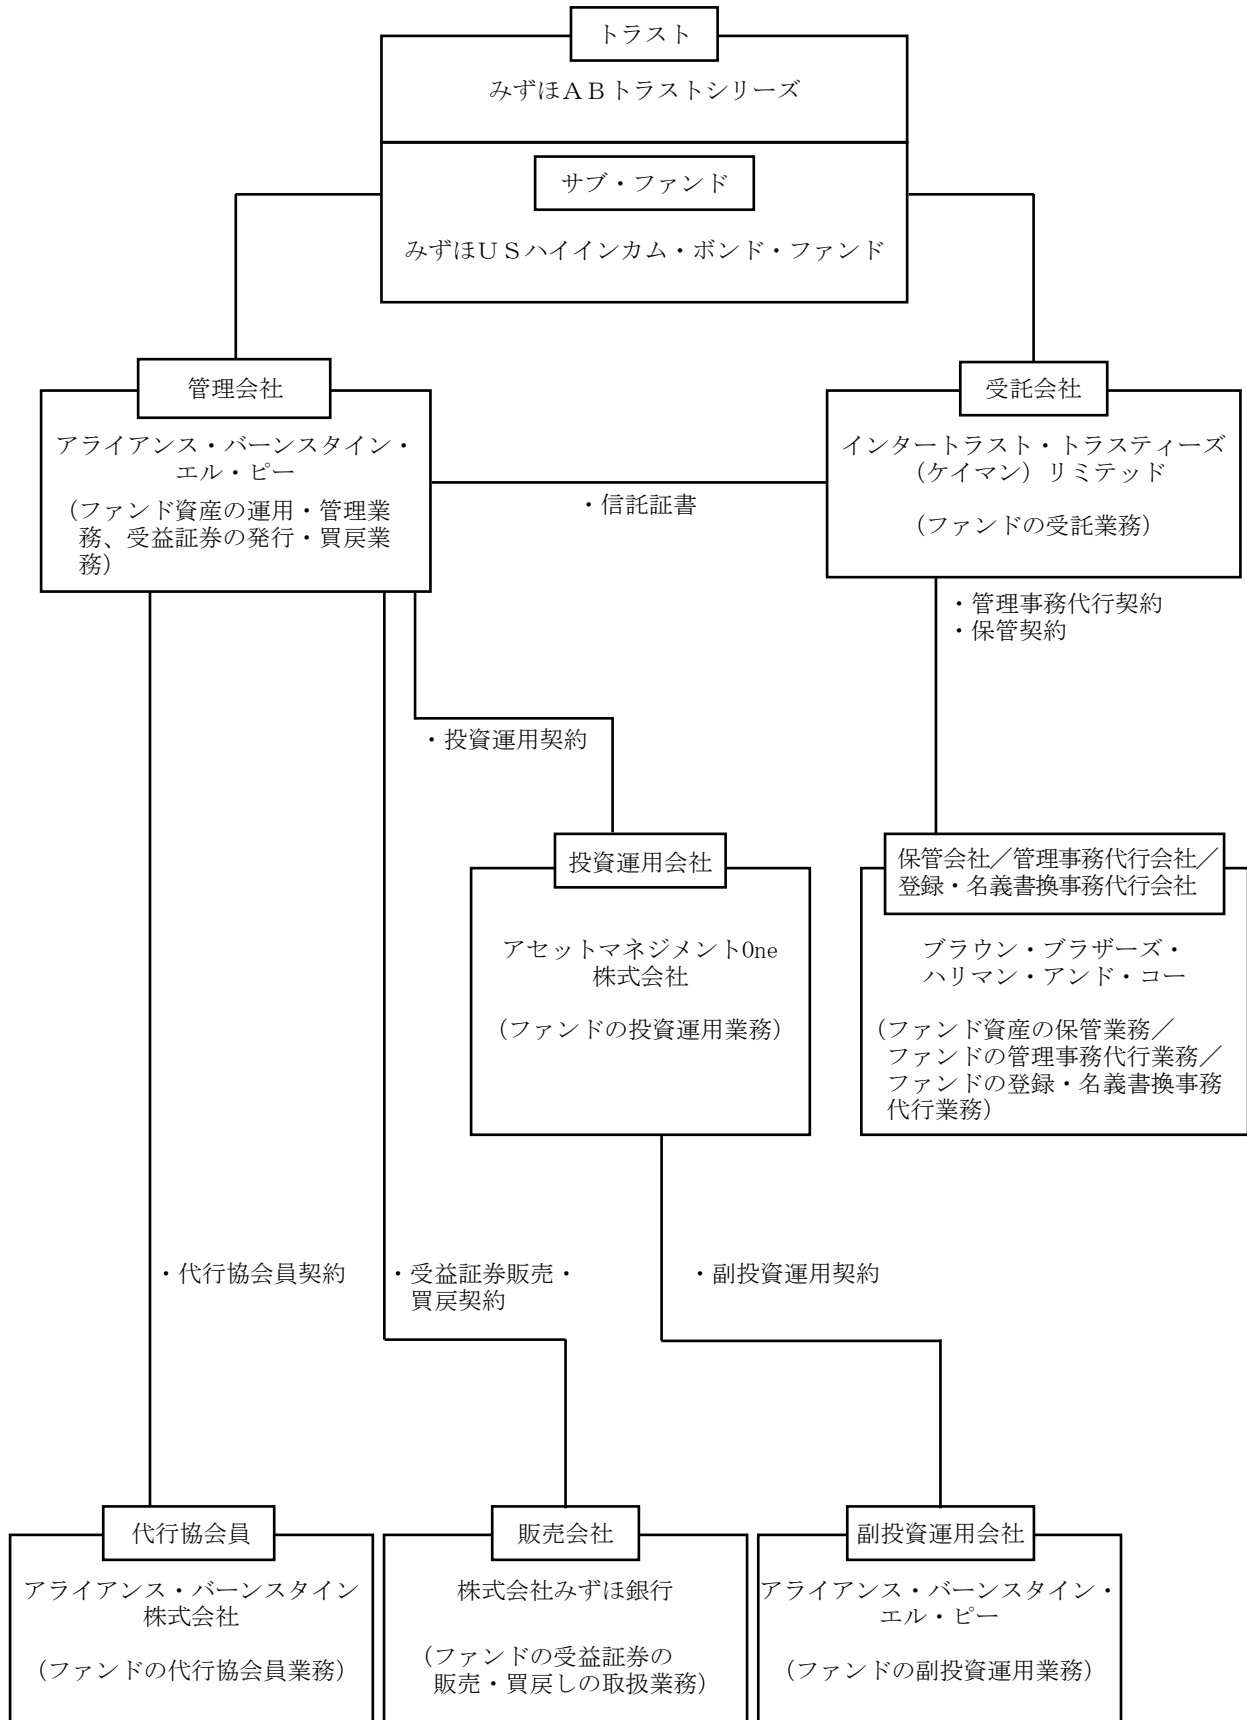 トラスト
みずほＡＢトラストシリーズ
サブ・ファンド
みずほＵＳハイインカム・ボンド・ファンド
管理会社
アライアンス・バーンスタイン・
エル・ピー
（ファンド資産の運用・管理業
務、受益証券の発行・買戻業
務）
・信託証書
受託会社
インタートラスト・トラスティーズ
（ケイマン）リミテッド
（ファンドの受託業務）
・管理事務代行契約
・保管契約
・投資運用契約
投資運用会社
アセットマネジメントOne
株式会社
（ファンドの投資運用業務）
保管会社／管理事務代行会社／
登録・名義書換事務代行会社
ブラウン・ブラザーズ・
ハリマン・アンド・コー
（ファンド資産の保管業務／
ファンドの管理事務代行業務／
ファンドの登録・名義書換事務
代行業務）
・代行協会員契約
・受益証券販売・
買戻契約
・副投資運用契約
代行協会員
アライアンス・バーンスタイン
株式会社
（ファンドの代行協会員業務）
販売会社
株式会社みずほ銀行
（ファンドの受益証券の
販売・買戻しの取扱業務）
副投資運用会社
アライアンス・バーンスタイン・
エル・ピー
（ファンドの副投資運用業務）